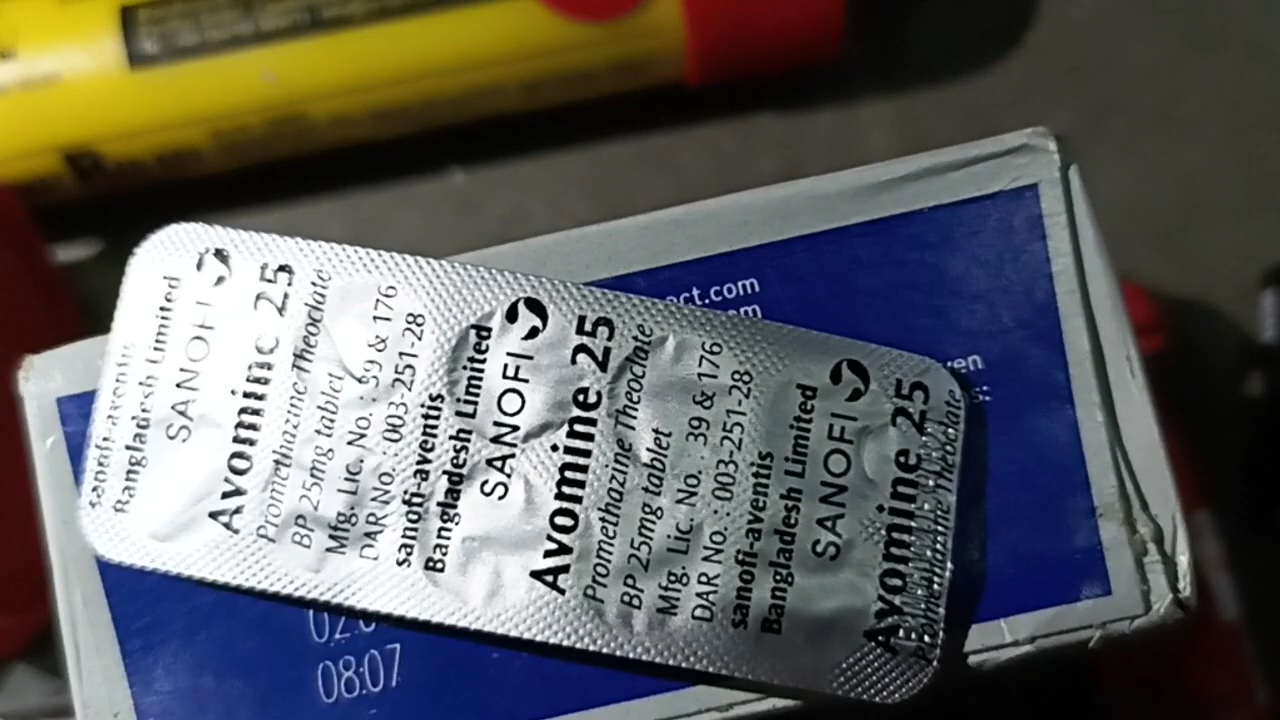 sanofi-aventis
Bangladesh Limited
SANOFI
Avomine 25
Promethazine Theoclate
BP 25mg tablet
Mfg. Lic. No. : 39 & 176
DAR No. : 003-251-28
sanofi-aventis
Bangladesh Limited
SANOFI
Avomine 25
Promethazine Theoclate
BP 25mg tablet
Mfg. Lic. No. : 39 & 176
DAR No. : 003-251-28
sanofi-aventis
Bangladesh Limited
SANOFI
Avomine 25
Promethazine Theoclate
08:07